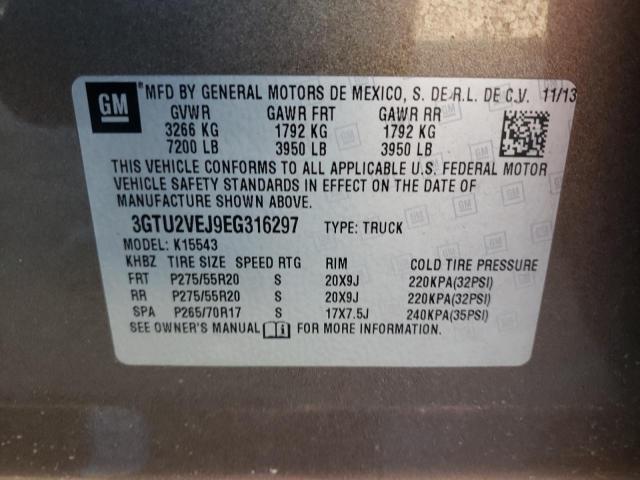 GM ® MFD BY GENERAL MOTORS DE MEXICO, S. DE R.L. DE C.V. 11/13
GVWR GAWR FRT GAWR RR
3266 KG 1792 KG 1792 KG
7200 LB 3950 LB 3950 LB
THIS VEHICLE CONFORMS TO ALL APPLICABLE U.S. FEDERAL MOTOR
VEHICLE SAFETY STANDARDS IN EFFECT ON THE DATE OF
MANUFACTURE SHOWN ABOVE.
3GTU2VEJ9EG316297 TYPE: TRUCK
MODEL: K15543
KHBZ TIRE SIZE SPEED RTG RIM COLD TIRE PRESSURE
FRT P275/55R20 S 20X9J 220KPA(32PSI)
RR P275/55R20 S 20X9J 220KPA(32PSI)
SPA P265/70R17 S 17X7.5J 240KPA(35PSI)
SEE OWNER'S MANUAL FOR MORE INFORMATION.